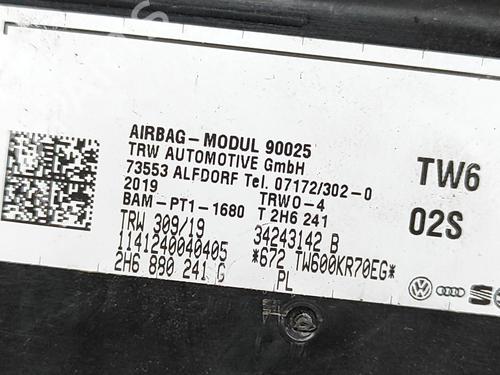 AIRBAG-MODUL 90025
TRW AUTOMOTIVE GmbH
73553 ALFDORF Tel. 07172/302-0
2019 TRWO-4
BAM-PT1-1680 T 2H6 241
TRW 309/19 34243142 B
1141240040405 *672 TW600KR70EG*
2H6 880 241 G PL
TW6
02S